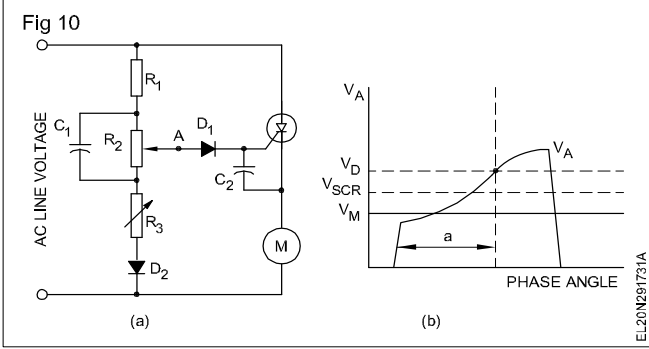 Fig 10
AC LINE VOLTAGE
R1
C1
R2
A
D1
C2
R3
M
D2
(a)
VA
VD
VSCR
VM
VA
a
PHASE ANGLE
(b)
EL20N291731A